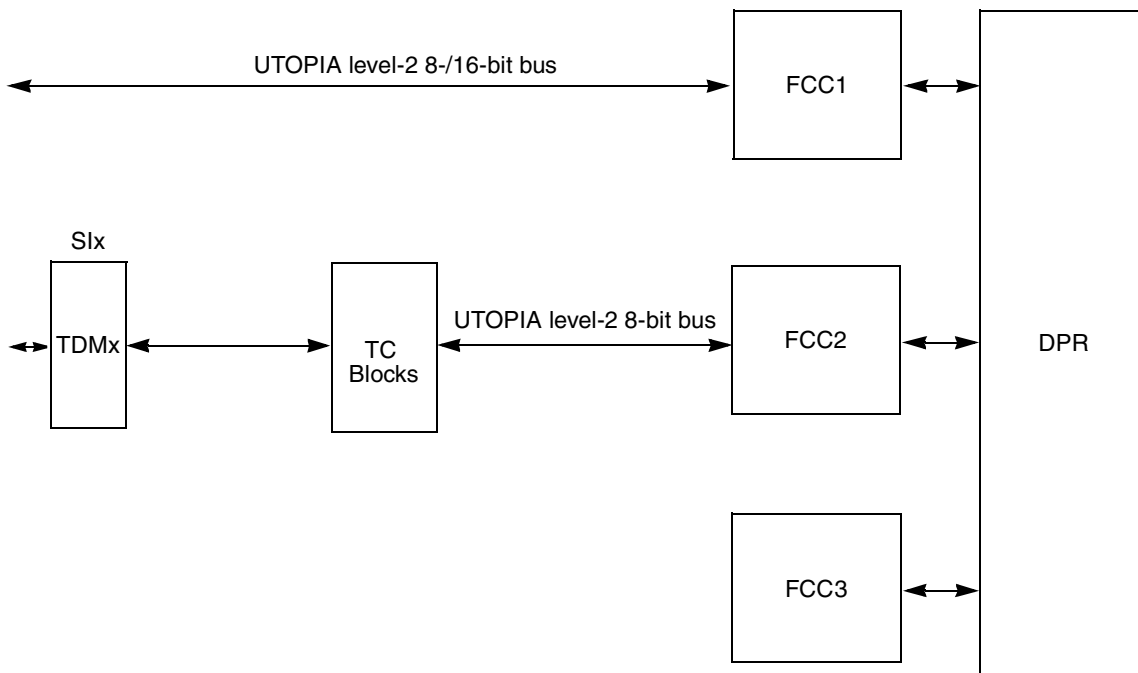 UTOPIA level-2 8-/16-bit bus
FCC1
SIx
TDMx
TC
Blocks
UTOPIA level-2 8-bit bus
FCC2
DPR
FCC3